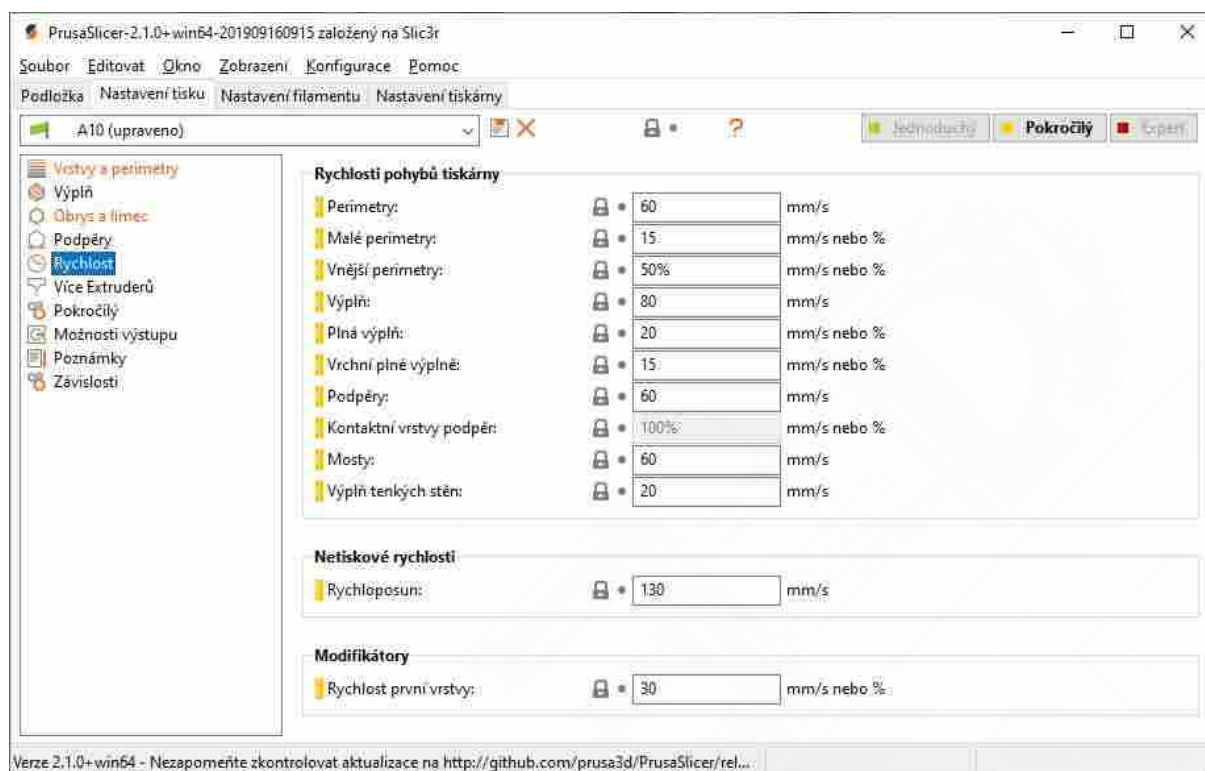 PrusaSlicer-2.1.0+win64-201909160915 založený na Slic3r
Soubor Editovat Okno Zobrazení Konfigurace Pomoc
Podložka Nastavení tisku Nastavení filamentu Nastavení tiskárny
A10 (upraveno) ? Jednoduchý Pokročilý Expert
Vrstvy a perimetry
Výplň
Obrys a límec
Podpěry
Rychlost
Více Extruderů
Pokročilý
Možnosti výstupu
Poznámky
Závislosti
Rychlosti pohybů tiskárny
Perimetry: 60 mm/s
Malé perimetry: 15 mm/s nebo %
Vnější perimetry: 50% mm/s nebo %
Výplň: 80 mm/s
Plná výplň: 20 mm/s nebo %
Vrchní plné výplně: 15 mm/s nebo %
Podpěry: 60 mm/s
Kontaktní vrstvy podpěr: 100% mm/s nebo %
Mosty: 60 mm/s
Výplň tenkých stěn: 20 mm/s
Netiskové rychlosti
Rychloposun: 130 mm/s
Modifikátory
Rychlost první vrstvy: 30 mm/s nebo %
Verze 2.1.0+win64 - Nezapomeňte zkontrolovat aktualizace na http://github.com/prusa3d/PrusaSlicer/rel...